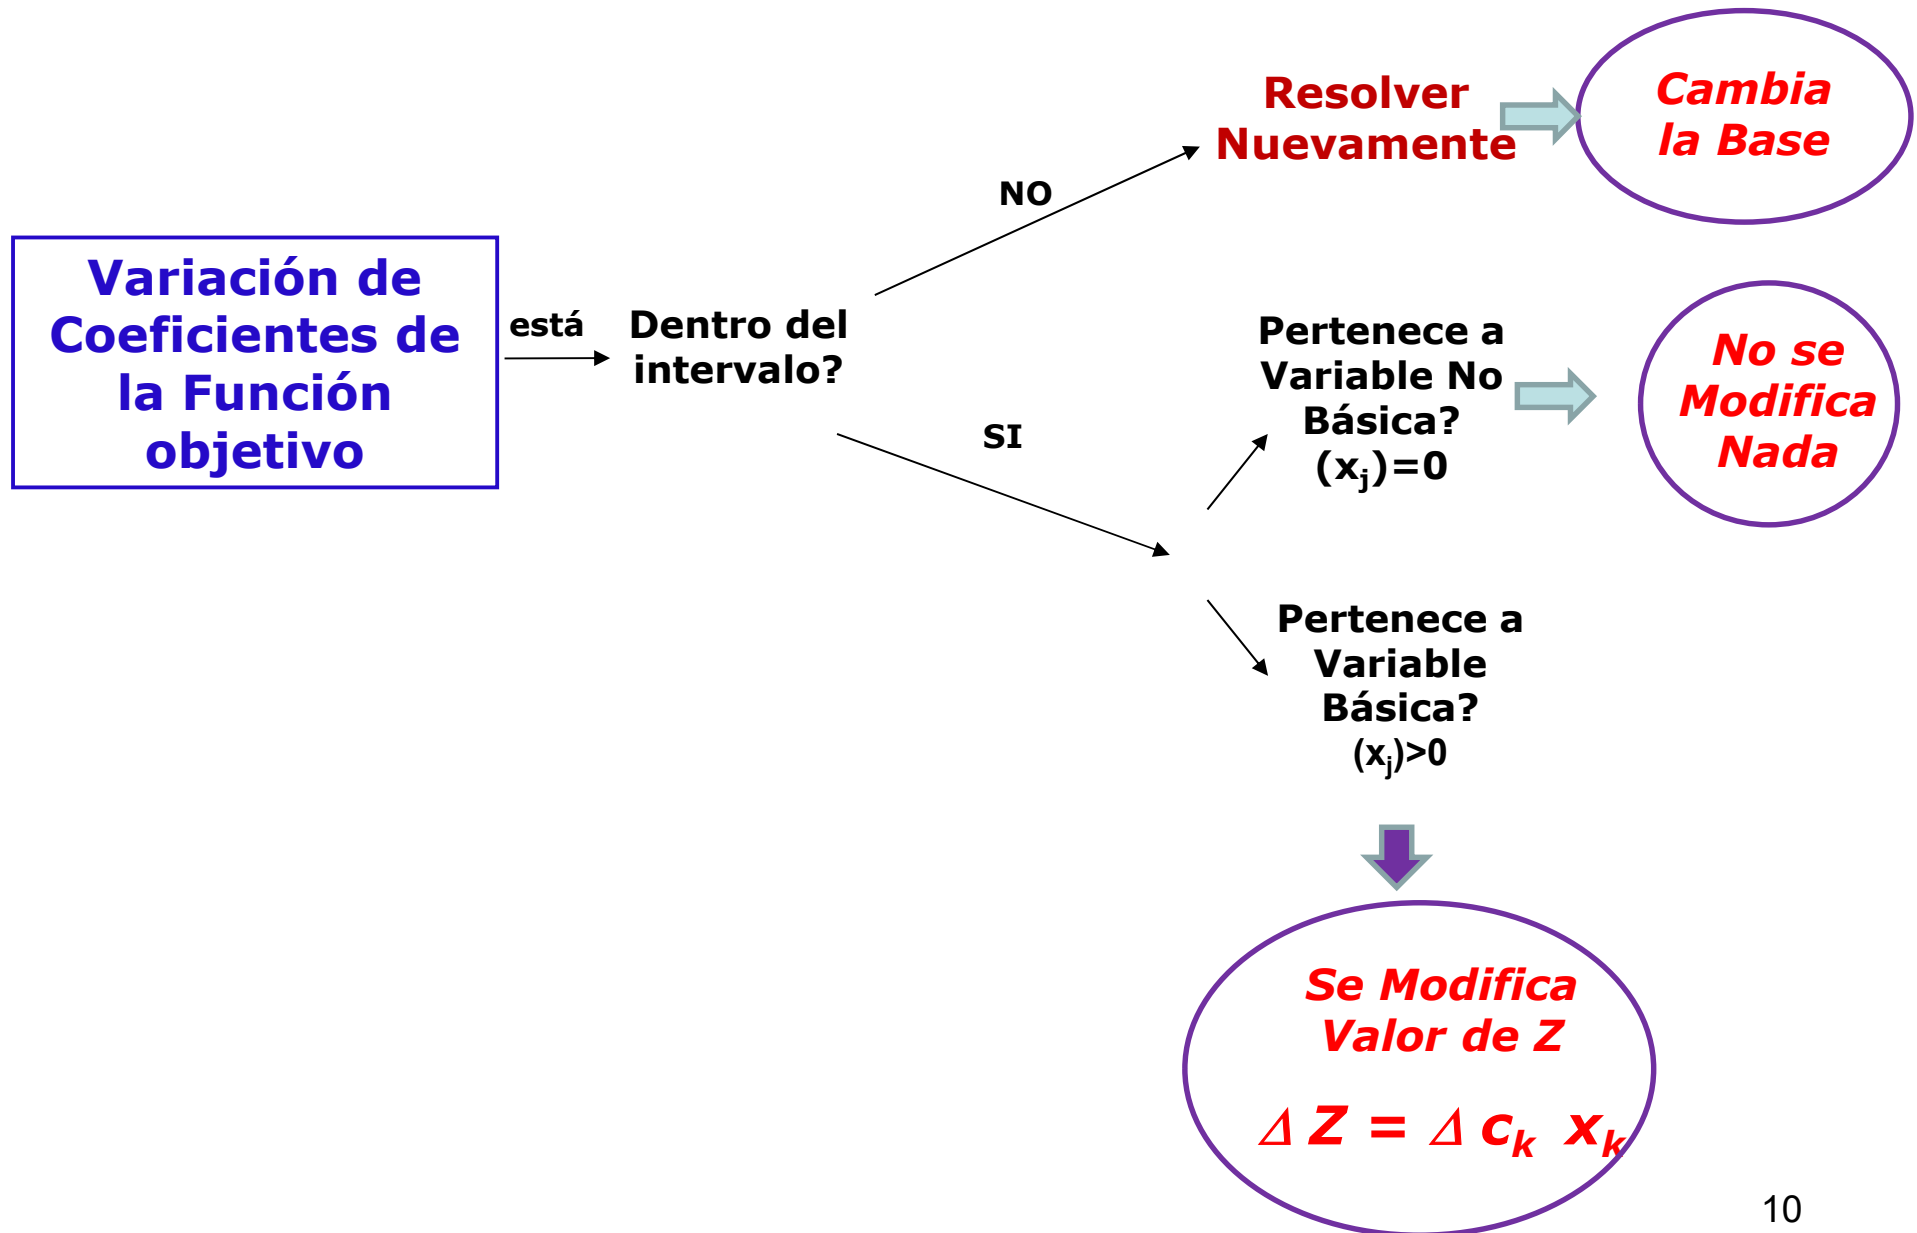 Variación de
Coeficientes de
la Función
objetivo
está
Dentro del
intervalo?
NO
Resolver
Nuevamente
Cambia
la Base
SI
Pertenece a
Variable No
Básica?
(xj)=0
No se
Modifica
Nada
Pertenece a
Variable
Básica?
(xj)>0
Se Modifica
Valor de Z
Δ Z = Δ ck xk
10